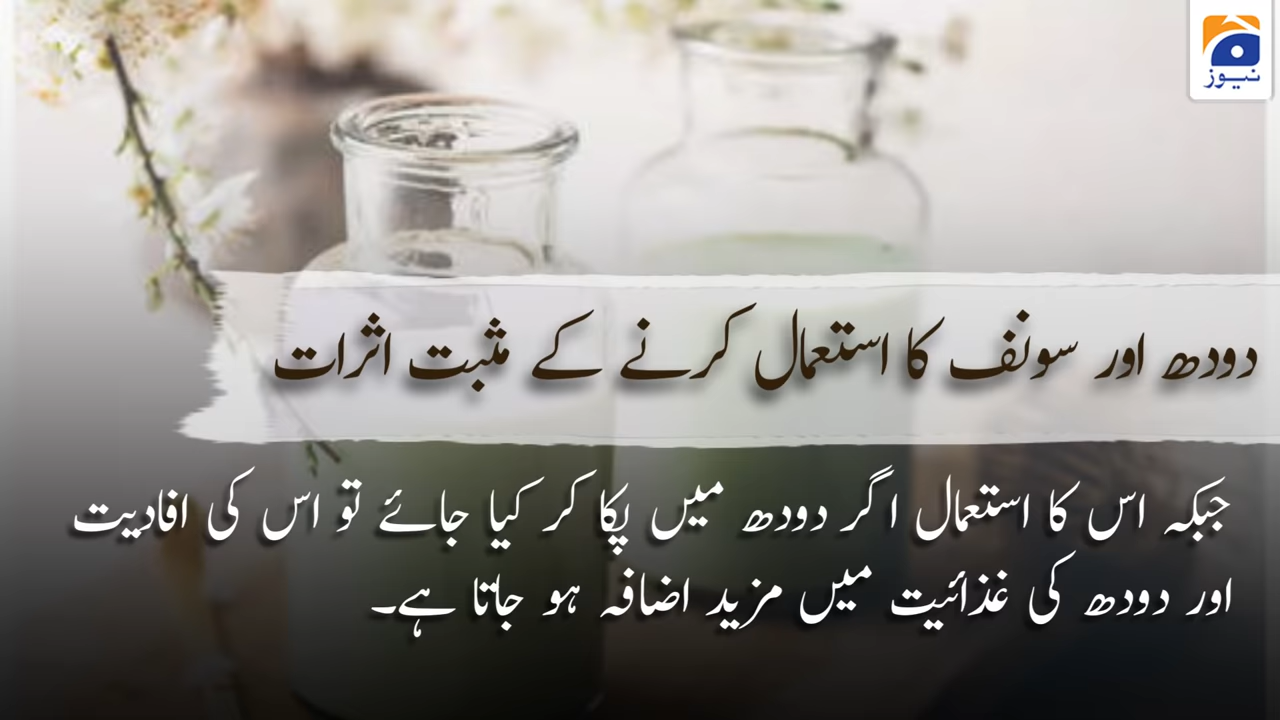 نیوز
دودھ اور سونف کا استعمال کرنے کے مثبت اثرات
جبکہ اس کا استعمال اگر دودھ میں پکا کر کیا جائے تو اس کی افادیت
اور دودھ کی غذائیت میں مزید اضافہ ہو جاتا ہے۔